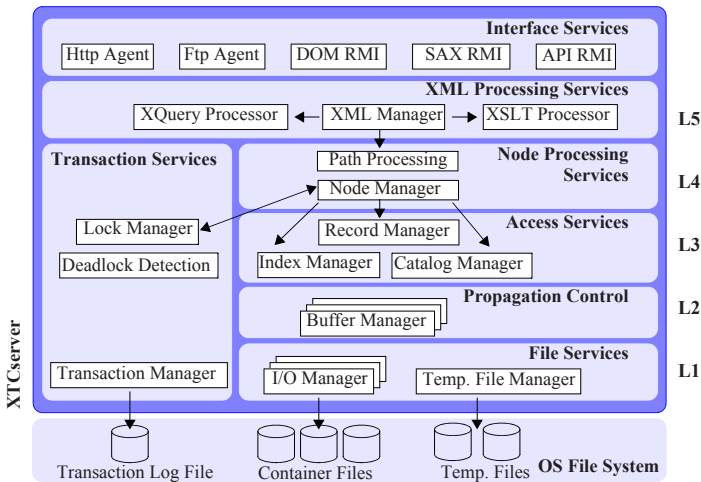 Interface Services
Http Agent
Ftp Agent
DOM RMI
SAX RMI
API RMI
XML Processing Services
XQuery Processor
XML Manager
XSLT Processor
L5
Transaction Services
Path Processing
Node Processing
Services
Node Manager
L4
Lock Manager
Deadlock Detection
Access Services
Record Manager
Index Manager
Catalog Manager
L3
Propagation Control
Buffer Manager
L2
File Services
Transaction Manager
I/O Manager
Temp. File Manager
L1
XTCserver
Transaction Log File
Container Files
Temp. Files
OS File System